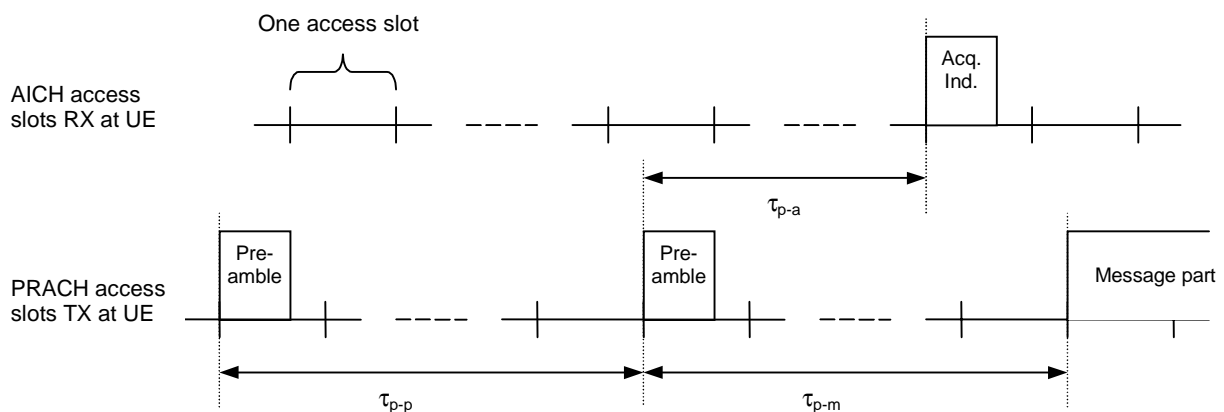 One access slot
AICH access
slots RX at UE
Acq.
Ind.
τp-a
Pre-
amble
Pre-
amble
Message part
PRACH access
slots TX at UE
τp-p
τp-m